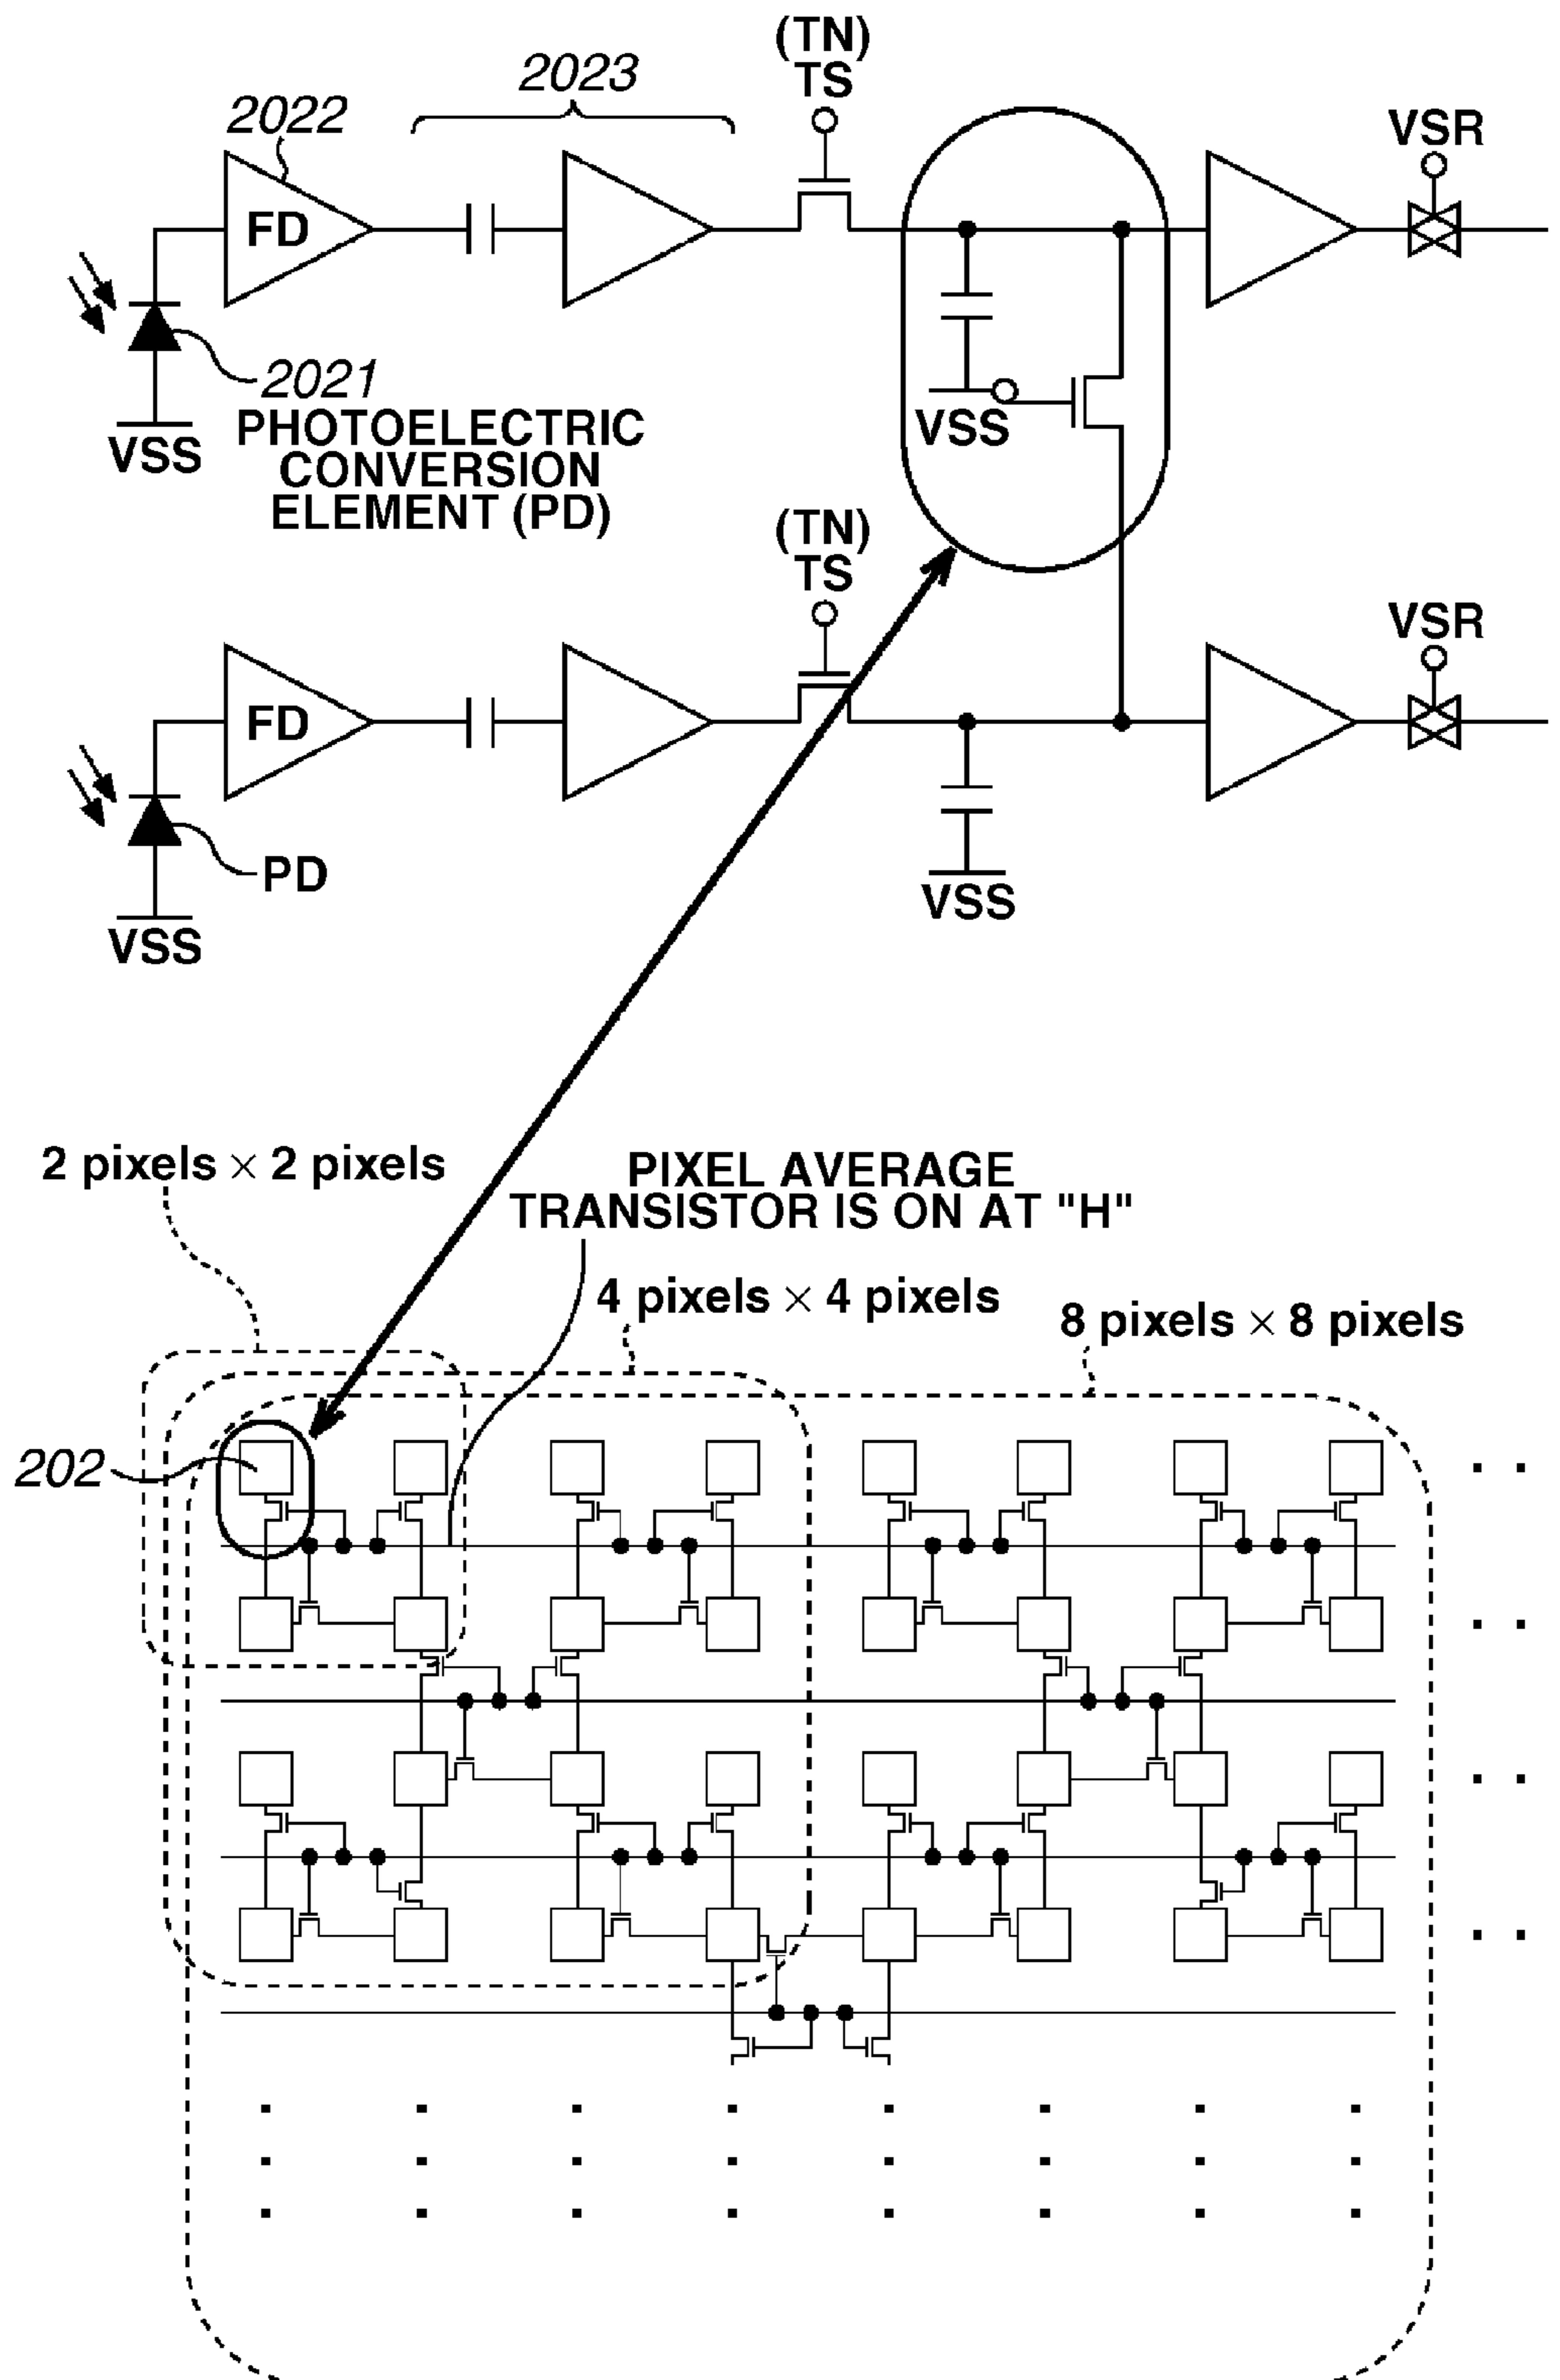 (TN)
TS
2023
2022
VSR
FD
2021
PHOTOELECTRIC
CONVERSION
ELEMENT (PD)
VSS
VSS
(TN)
TS
VSR
FD
PD
VSS
VSS
2 pixels × 2 pixels
PIXEL AVERAGE
TRANSISTOR IS ON AT "H"
4 pixels × 4 pixels
8 pixels × 8 pixels
202